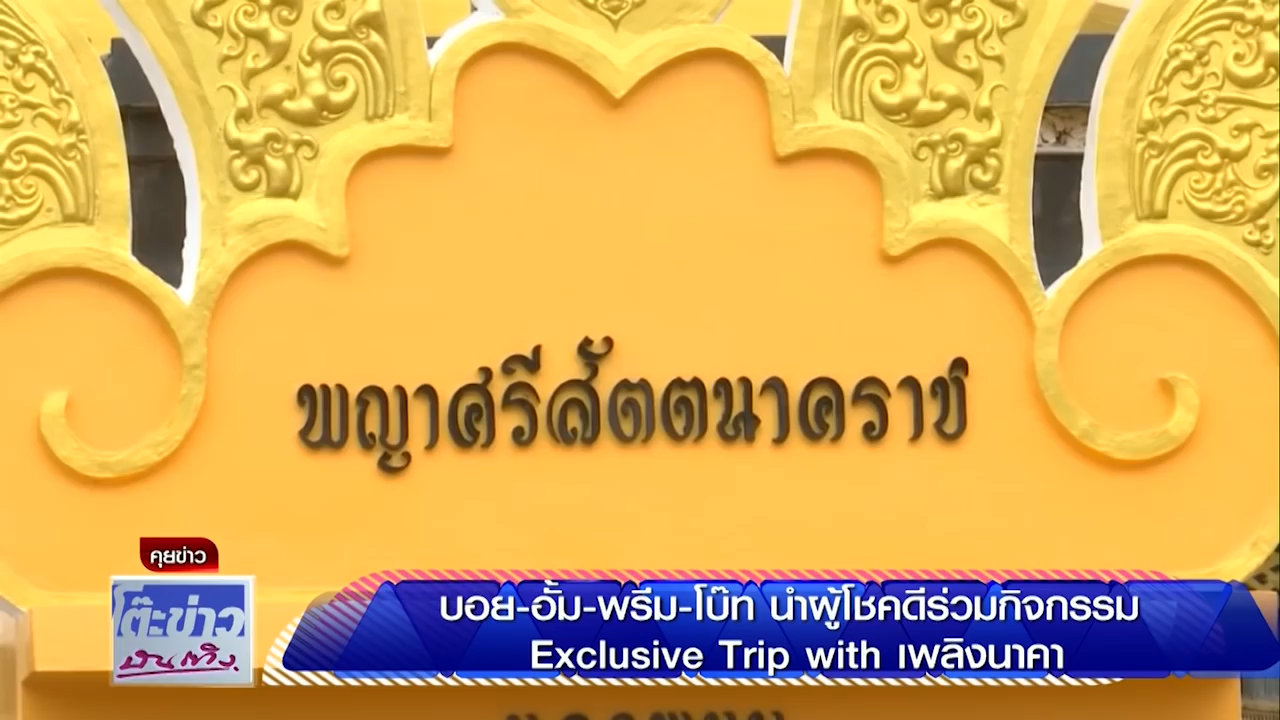 พญาศรีสัตตนาคราช
คุยข่าว
โต๊ะข่าว
บันเทิง
บอย-อั้ม-พรีม-โบ๊ท นำผู้โชคดีร่วมกิจกรรม
Exclusive Trip with เพลิงนาคา